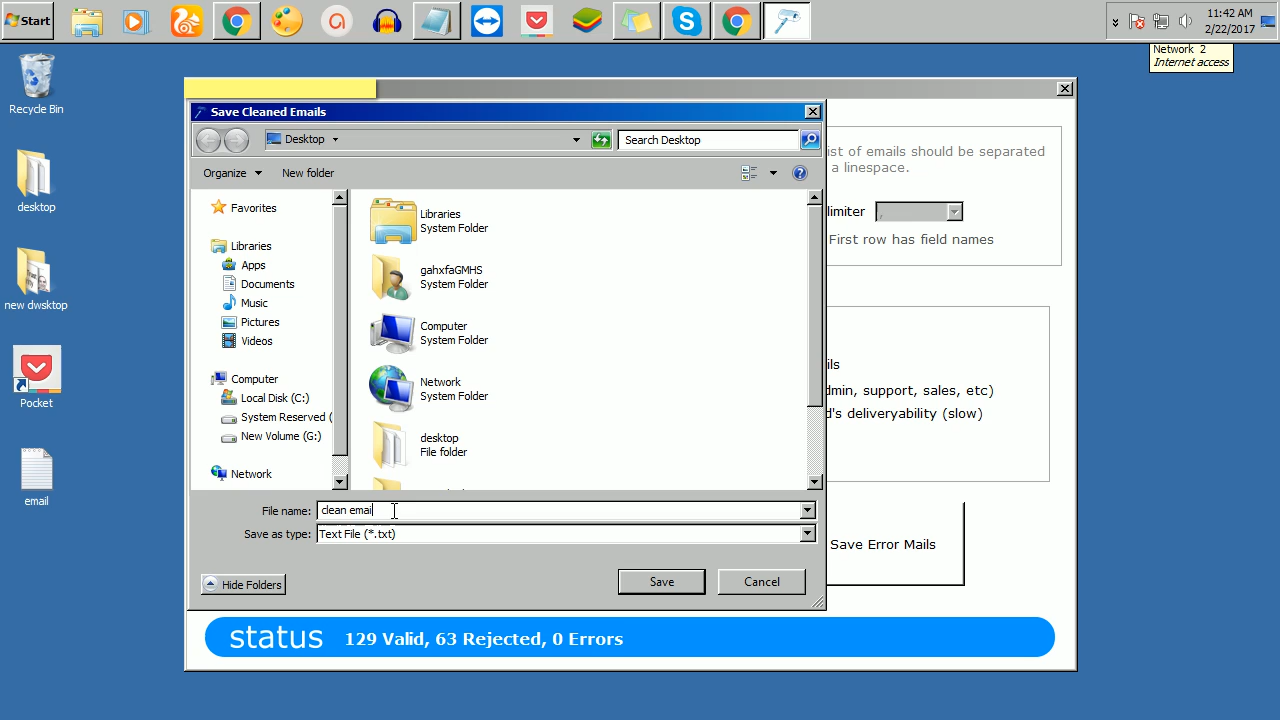 Start
11:42 AM
2/22/2017
Network 2
Internet access
Recycle Bin
desktop
new dwsktop
Pocket
email
Save Cleaned Emails
Desktop
Search Desktop
Organize
New folder
Favorites
Libraries
Apps
Documents
Music
Pictures
Videos
Computer
Local Disk (C:)
System Reserved (
New Volume (G:)
Network
Libraries
System Folder
gahxfaGMHS
System Folder
Computer
System Folder
Network
System Folder
desktop
File folder
File name: clean emai
Save as type: Text File (*.txt)
Hide Folders
Save
Cancel
ist of emails should be separated
a linespace.
limiter ,
First row has field names
ils
dmin, support, sales, etc)
d's deliveryability (slow)
Save Error Mails
status 129 Valid, 63 Rejected, 0 Errors